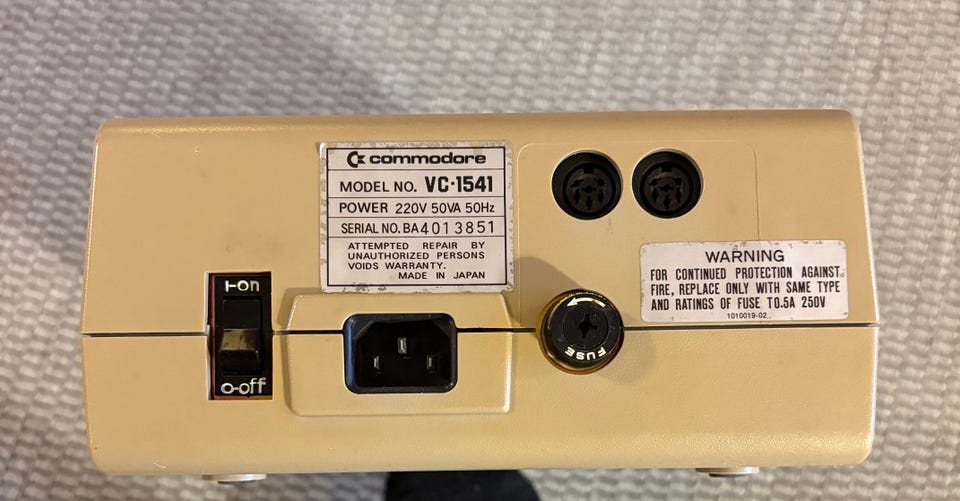 commodore
MODEL NO. VC-1541
POWER 220V 50VA 50Hz
SERIAL NO. BA4013851
ATTEMPTED REPAIR BY
UNAUTHORIZED PERSONS
VOIDS WARRANTY.
MADE IN JAPAN
WARNING
FOR CONTINUED PROTECTION AGAINST
FIRE, REPLACE ONLY WITH SAME TYPE
AND RATINGS OF FUSE T0.5A 250V
1010019-02
I-on
O-off
FUSE